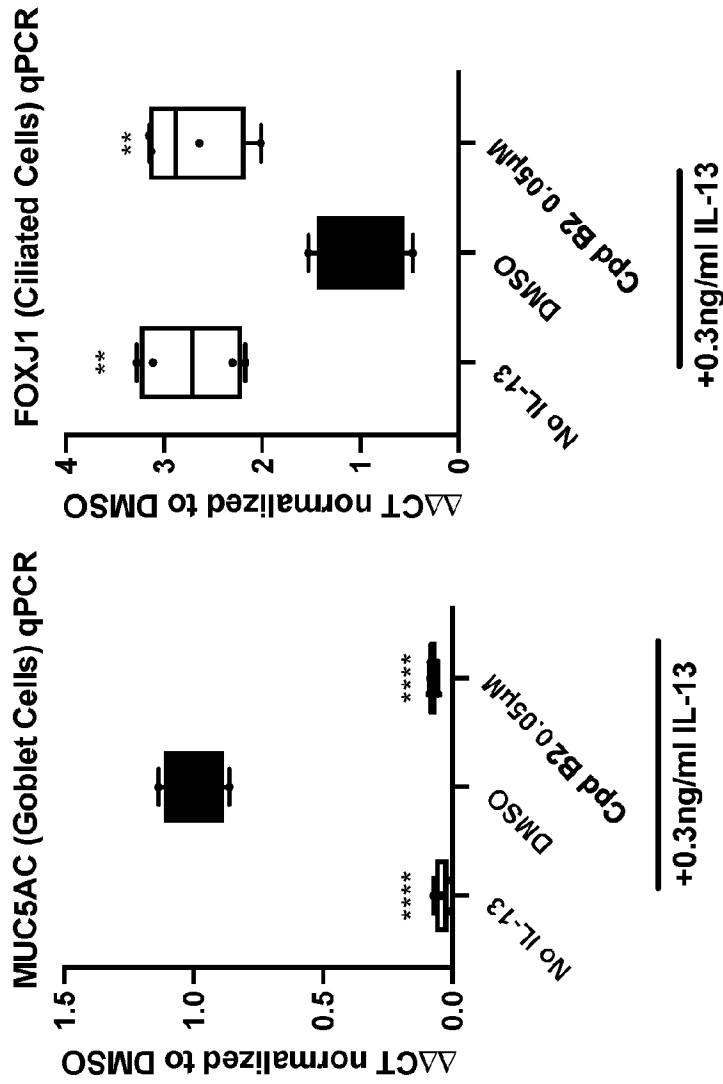 MUC5AC (Goblet Cells) qPCR
ΔΔCT normalized to DMSO
1.5
1.0
0.5
0.0
****
****
No IL-13
DMSO
Cpd B2 0.05µM
+0.3ng/ml IL-13
FOXJ1 (Ciliated Cells) qPCR
ΔΔCT normalized to DMSO
4
3
2
1
0
**
**
No IL-13
DMSO
Cpd B2 0.05µM
+0.3ng/ml IL-13